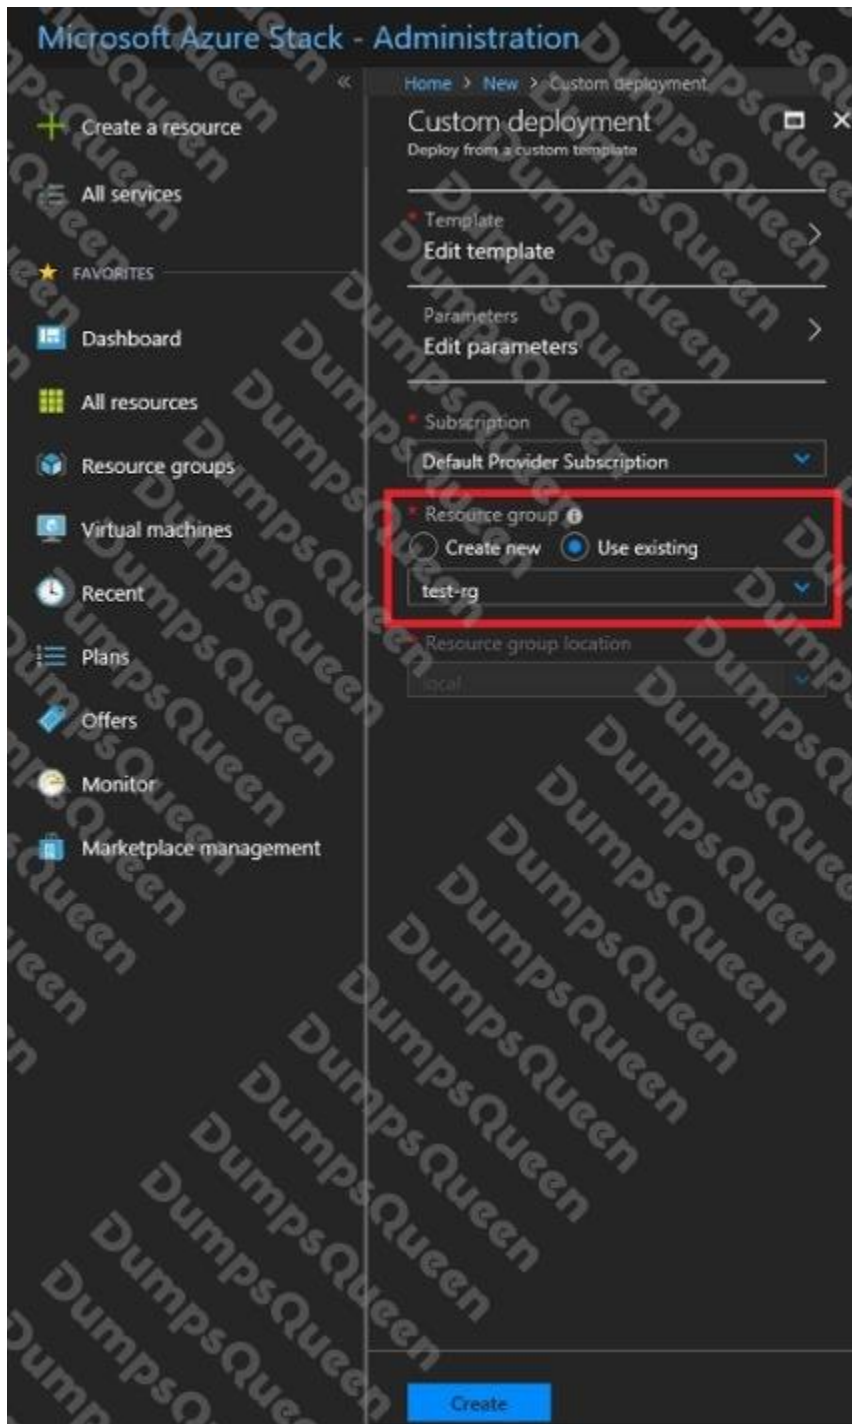 Microsoft Azure Stack - Administration
«
Home > New > Custom deployment
Create a resource
All services
FAVORITES
Dashboard
All resources
Resource groups
Virtual machines
Recent
Plans
Offers
Monitor
Marketplace management
Custom deployment
Deploy from a custom template
* Template
Edit template
Parameters
Edit parameters
* Subscription
Default Provider Subscription
* Resource group
Create new Use existing
test-rg
* Resource group location
local
Create
DumpsQueen